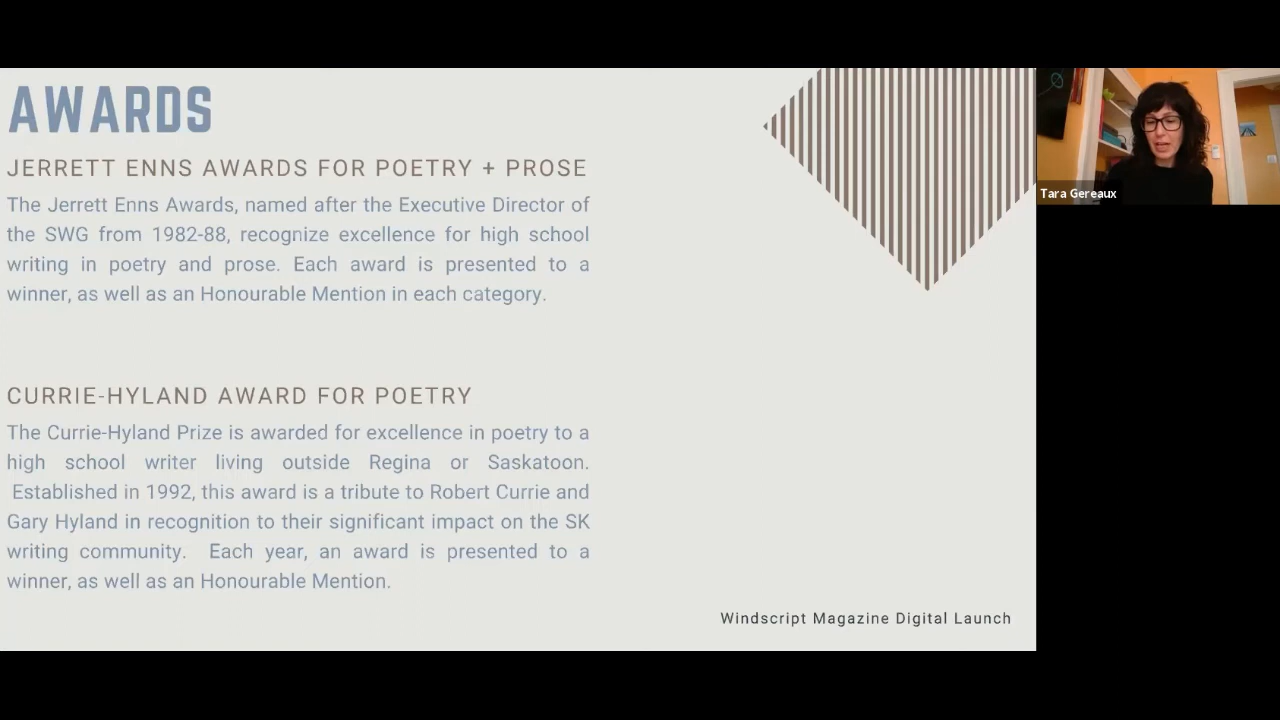 AWARDS
JERRETT ENNS AWARDS FOR POETRY + PROSE
The Jerrett Enns Awards, named after the Executive Director of
the SWG from 1982-88, recognize excellence for high school
writing in poetry and prose. Each award is presented to a
winner, as well as an Honourable Mention in each category.
CURRIE-HYLAND AWARD FOR POETRY
The Currie-Hyland Prize is awarded for excellence in poetry to a
high school writer living outside Regina or Saskatoon.
Established in 1992, this award is a tribute to Robert Currie and
Gary Hyland in recognition to their significant impact on the SK
writing community. Each year, an award is presented to a
winner, as well as an Honourable Mention.
Windscript Magazine Digital Launch
Tara Gereaux